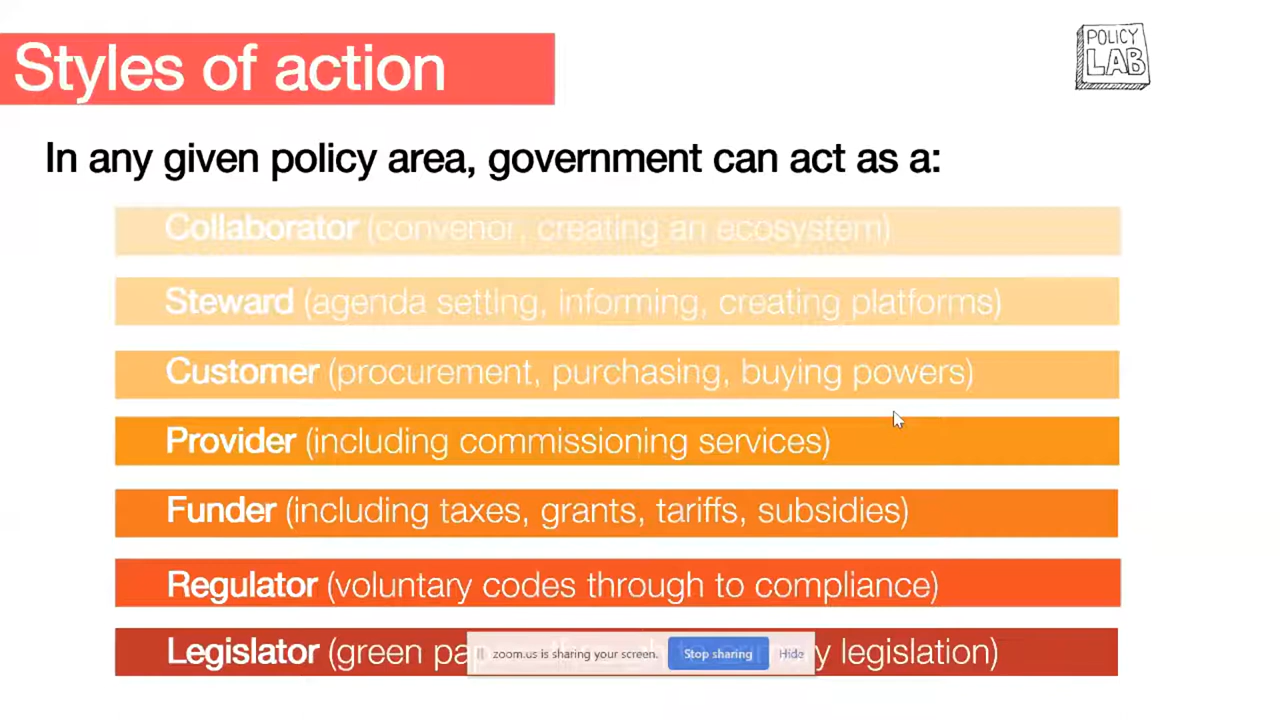 Styles of action
POLICY
LAB
In any given policy area, government can act as a:
Collaborator (convenor, creating an ecosystem)
Steward (agenda setting, informing, creating platforms)
Customer (procurement, purchasing, buying powers)
Provider (including commissioning services)
Funder (including taxes, grants, tariffs, subsidies)
Regulator (voluntary codes through to compliance)
Legislator (green legislation)
zoom.us is sharing your screen. Stop sharing Hide